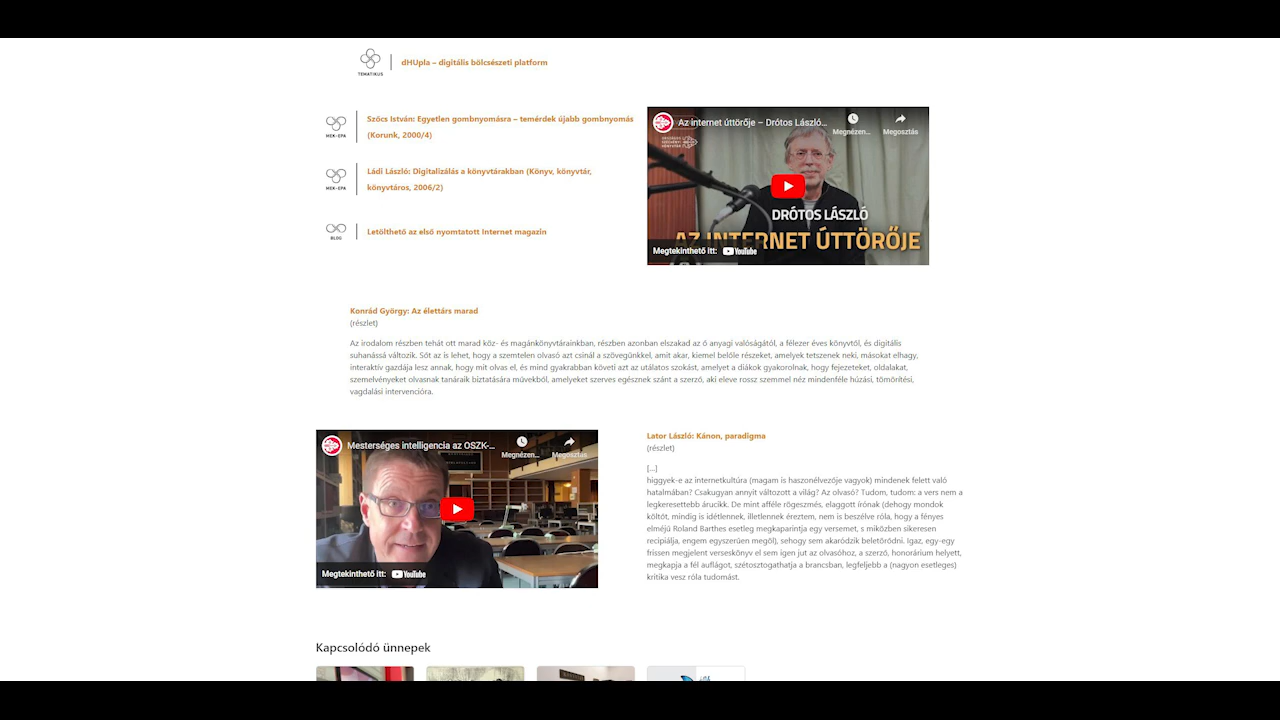 TEMATIKUS
dHUpla – digitális bölcsészeti platform
MEK-EPA
Szőcs István: Egyetlen gombnyomásra – temérdek újabb gombnyomás
(Korunk, 2000/4)
MEK-EPA
Ládi László: Digitalizálás a könyvtárakban (Könyv, könyvtár,
könyvtáros, 2006/2)
BLOG
Letölthető az első nyomtatott Internet magazin
Az internet úttörője – Drótos László...
Megnézen...
Megosztás
DRÓTOS LÁSZLÓ
AZ INTERNET ÚTTÖRŐJE
Megtekinthető itt: YouTube
Konrád György: Az élettárs marad
(részlet)
Az irodalom részben tehát ott marad köz- és magánkönyvtárainkban, részben azonban elszakad az ő anyagi valóságától, a félezer éves könyvtől, és digitális
suhanássá változik. Sőt az is lehet, hogy a szemtelen olvasó azt csinál a szövegünkkel, amit akar, kiemel belőle részeket, amelyek tetszenek neki, másokat elhagy,
interaktív gazdája lesz annak, hogy mit olvas el, és mind gyakrabban követi azt az utálatos szokást, amelyet a diákok gyakorolnak, hogy fejezeteket, oldalakat,
szemelvényeket olvasnak tanáraik biztatására művekből, amelyeket szerves egésznek szánt a szerző, aki eleve rossz szemmel néz mindenféle húzási, tömörítési,
vagdalási intervencióra.
Mesterséges intelligencia az OSZK-...
Megnézen...
Megosztás
Megtekinthető itt: YouTube
Lator László: Kánon, paradigma
(részlet)
[...]
higgyek-e az internetkultúra (magam is haszonélvezője vagyok) mindenek felett való
hatalmában? Csakugyan annyit változott a világ? Az olvasó? Tudom, tudom: a vers nem a
legkeresettebb árucikk. De mint afféle rögeszmés, elaggott írónak (dehogy mondok
költőt, mindig is idétlennek, illetlennek éreztem, nem is beszélve róla, hogy a fényes
elméjű Roland Barthes esetleg megkaparintja egy versemet, s miközben sikeresen
recipiálja, engem egyszerűen megöl), sehogy sem akaródzik beletörődni. Igaz, egy-egy
frissen megjelent verseskönyv el sem igen jut az olvasóhoz, a szerző, honorárium helyett,
megkapja a fél auflágot, szétosztogathatja a brancsban, legfeljebb a (nagyon esetleges)
kritika vesz róla tudomást.
Kapcsolódó ünnepek